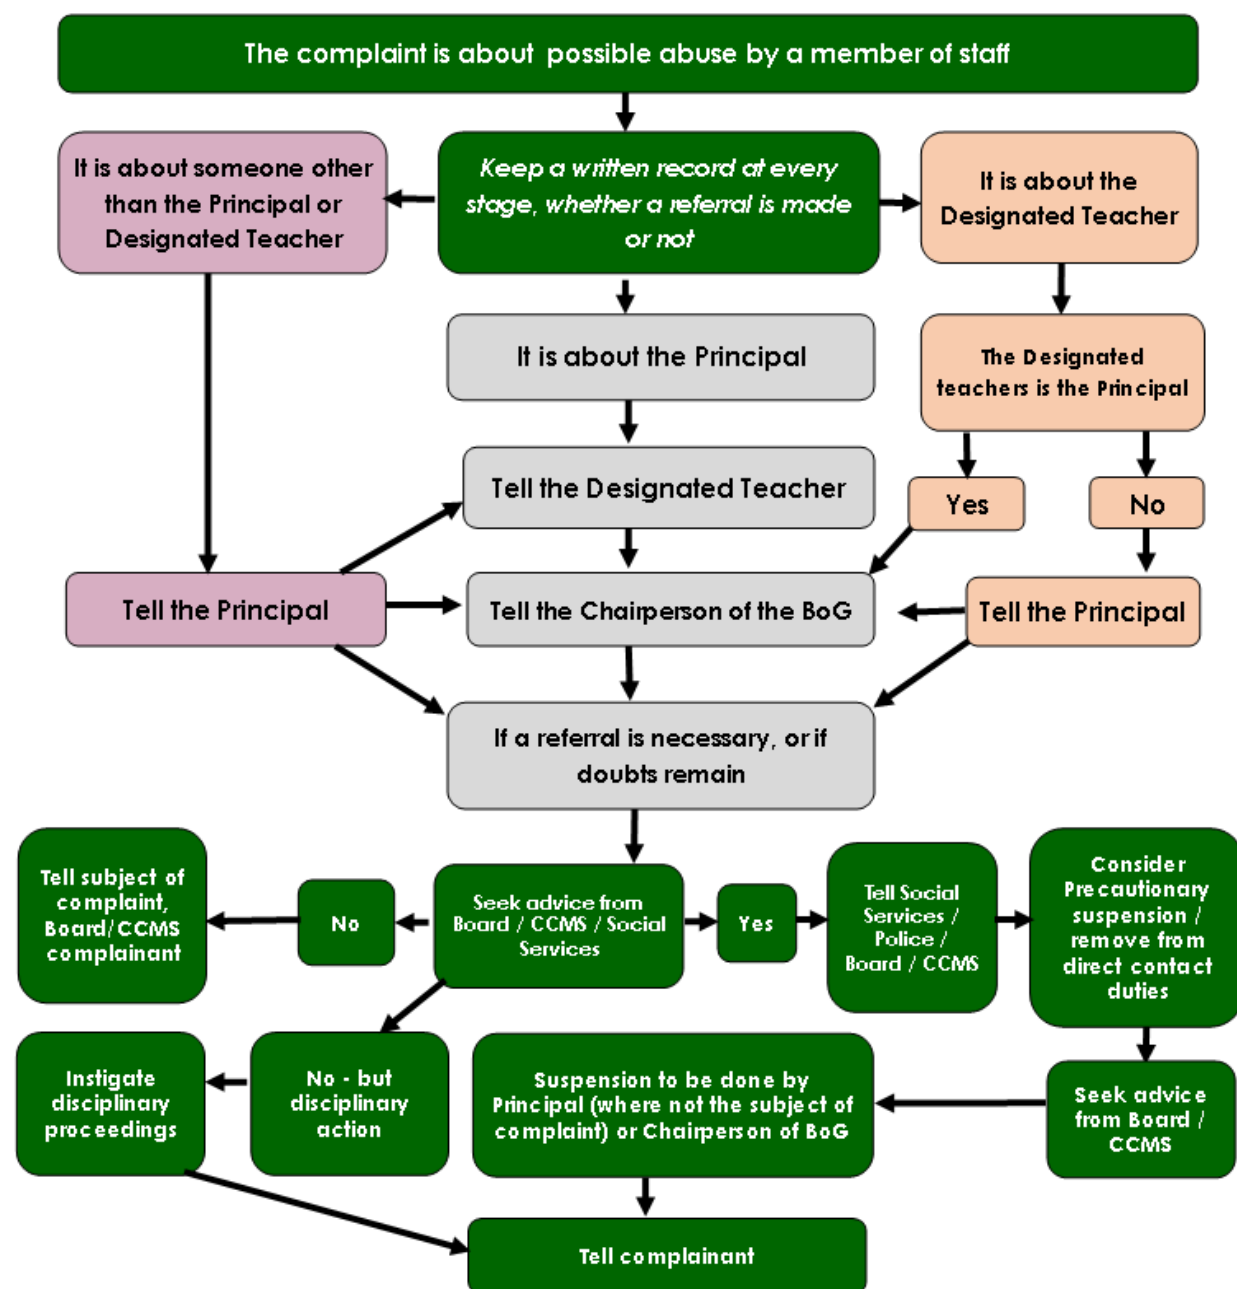 The complaint is about possible abuse by a member of staff
It is about someone other
than the Principal or
Designated Teacher
Keep a written record at every
stage, whether a referral is made
or not
It is about the
Designated Teacher
It is about the Principal
The Designated
teachers is the Principal
Tell the Designated Teacher
Yes
No
Tell the Principal
Tell the Chairperson of the BoG
Tell the Principal
If a referral is necessary, or if
doubts remain
Tell subject of
complaint,
Board/CCMS
complainant
No
Seek advice from
Board / CCMS / Social
Services
Yes
Tell Social
Services /
Police /
Board / CCMS
Consider
Precautionary
suspension /
remove from
direct contact
duties
Instigate
disciplinary
proceedings
No - but
disciplinary
action
Suspension to be done by
Principal (where not the subject of
complaint) or Chairperson of BoG
Seek advice
from Board /
CCMS
Tell complainant